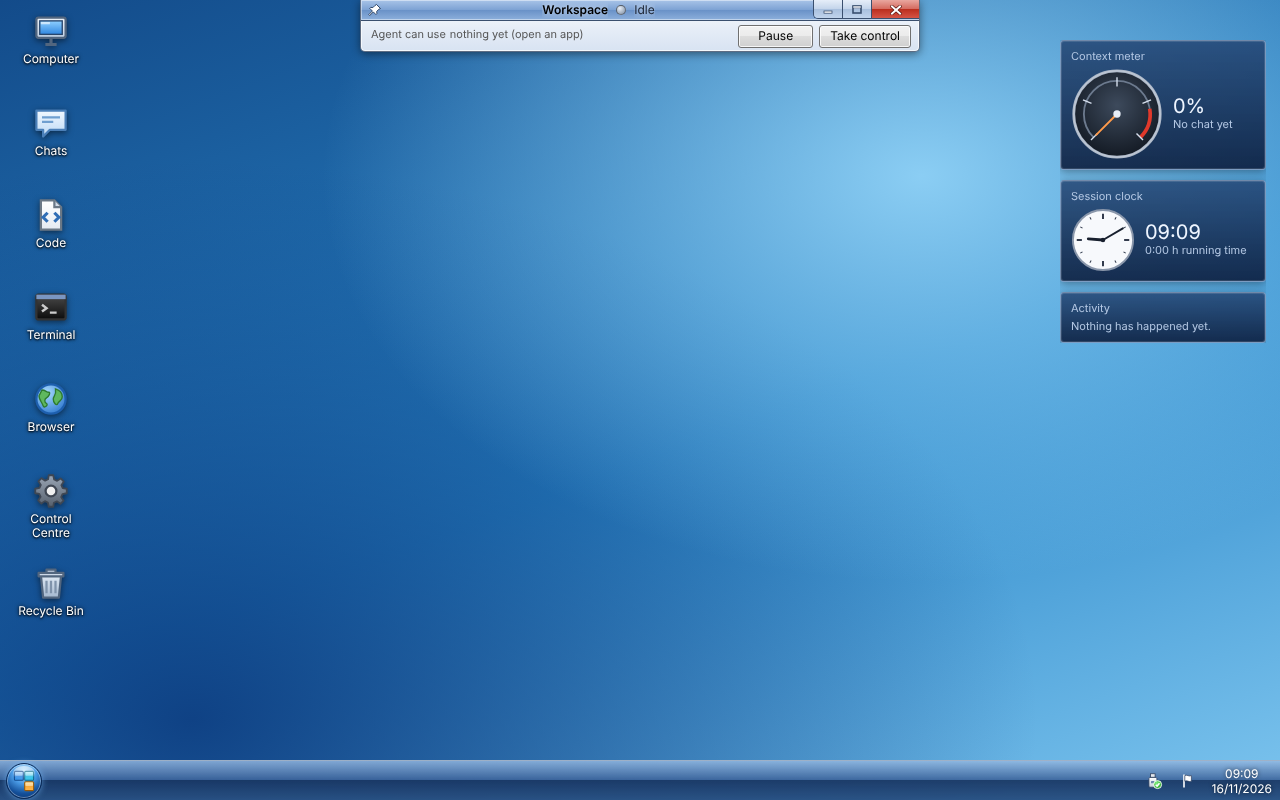 Workspace Idle
Agent can use nothing yet (open an app)
Pause
Take control
Computer
Chats
Code
Terminal
Browser
Control
Centre
Recycle Bin
Context meter
0%
No chat yet
Session clock
09:09
0:00 h running time
Activity
Nothing has happened yet.
09:09
16/11/2026